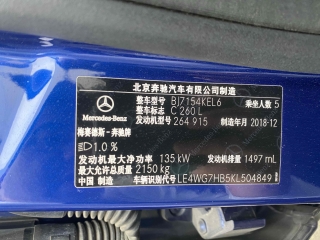 北京奔驰汽车有限公司制造
整车型号 BJ7154KEL6 乘坐人数 5
整车型号 C 260 L
发动机型号 264 915 制造年月 2018-12
Mercedes-Benz
梅赛德斯-奔驰牌
D1.0 %
发动机最大净功率 135 kW 发动机排量 1497 mL
最大允许总质量 2150 kg
中国 制造 车辆识别代号 LE4WG7HB5KL504849